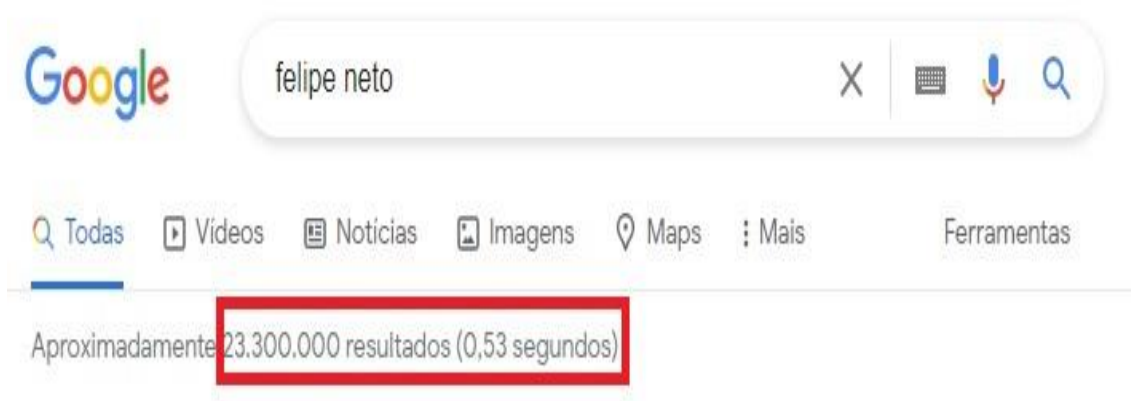 Google felipe neto
Todas Vídeos Notícias Imagens Maps Mais Ferramentas
Aproximadamente 23.300.000 resultados (0,53 segundos)